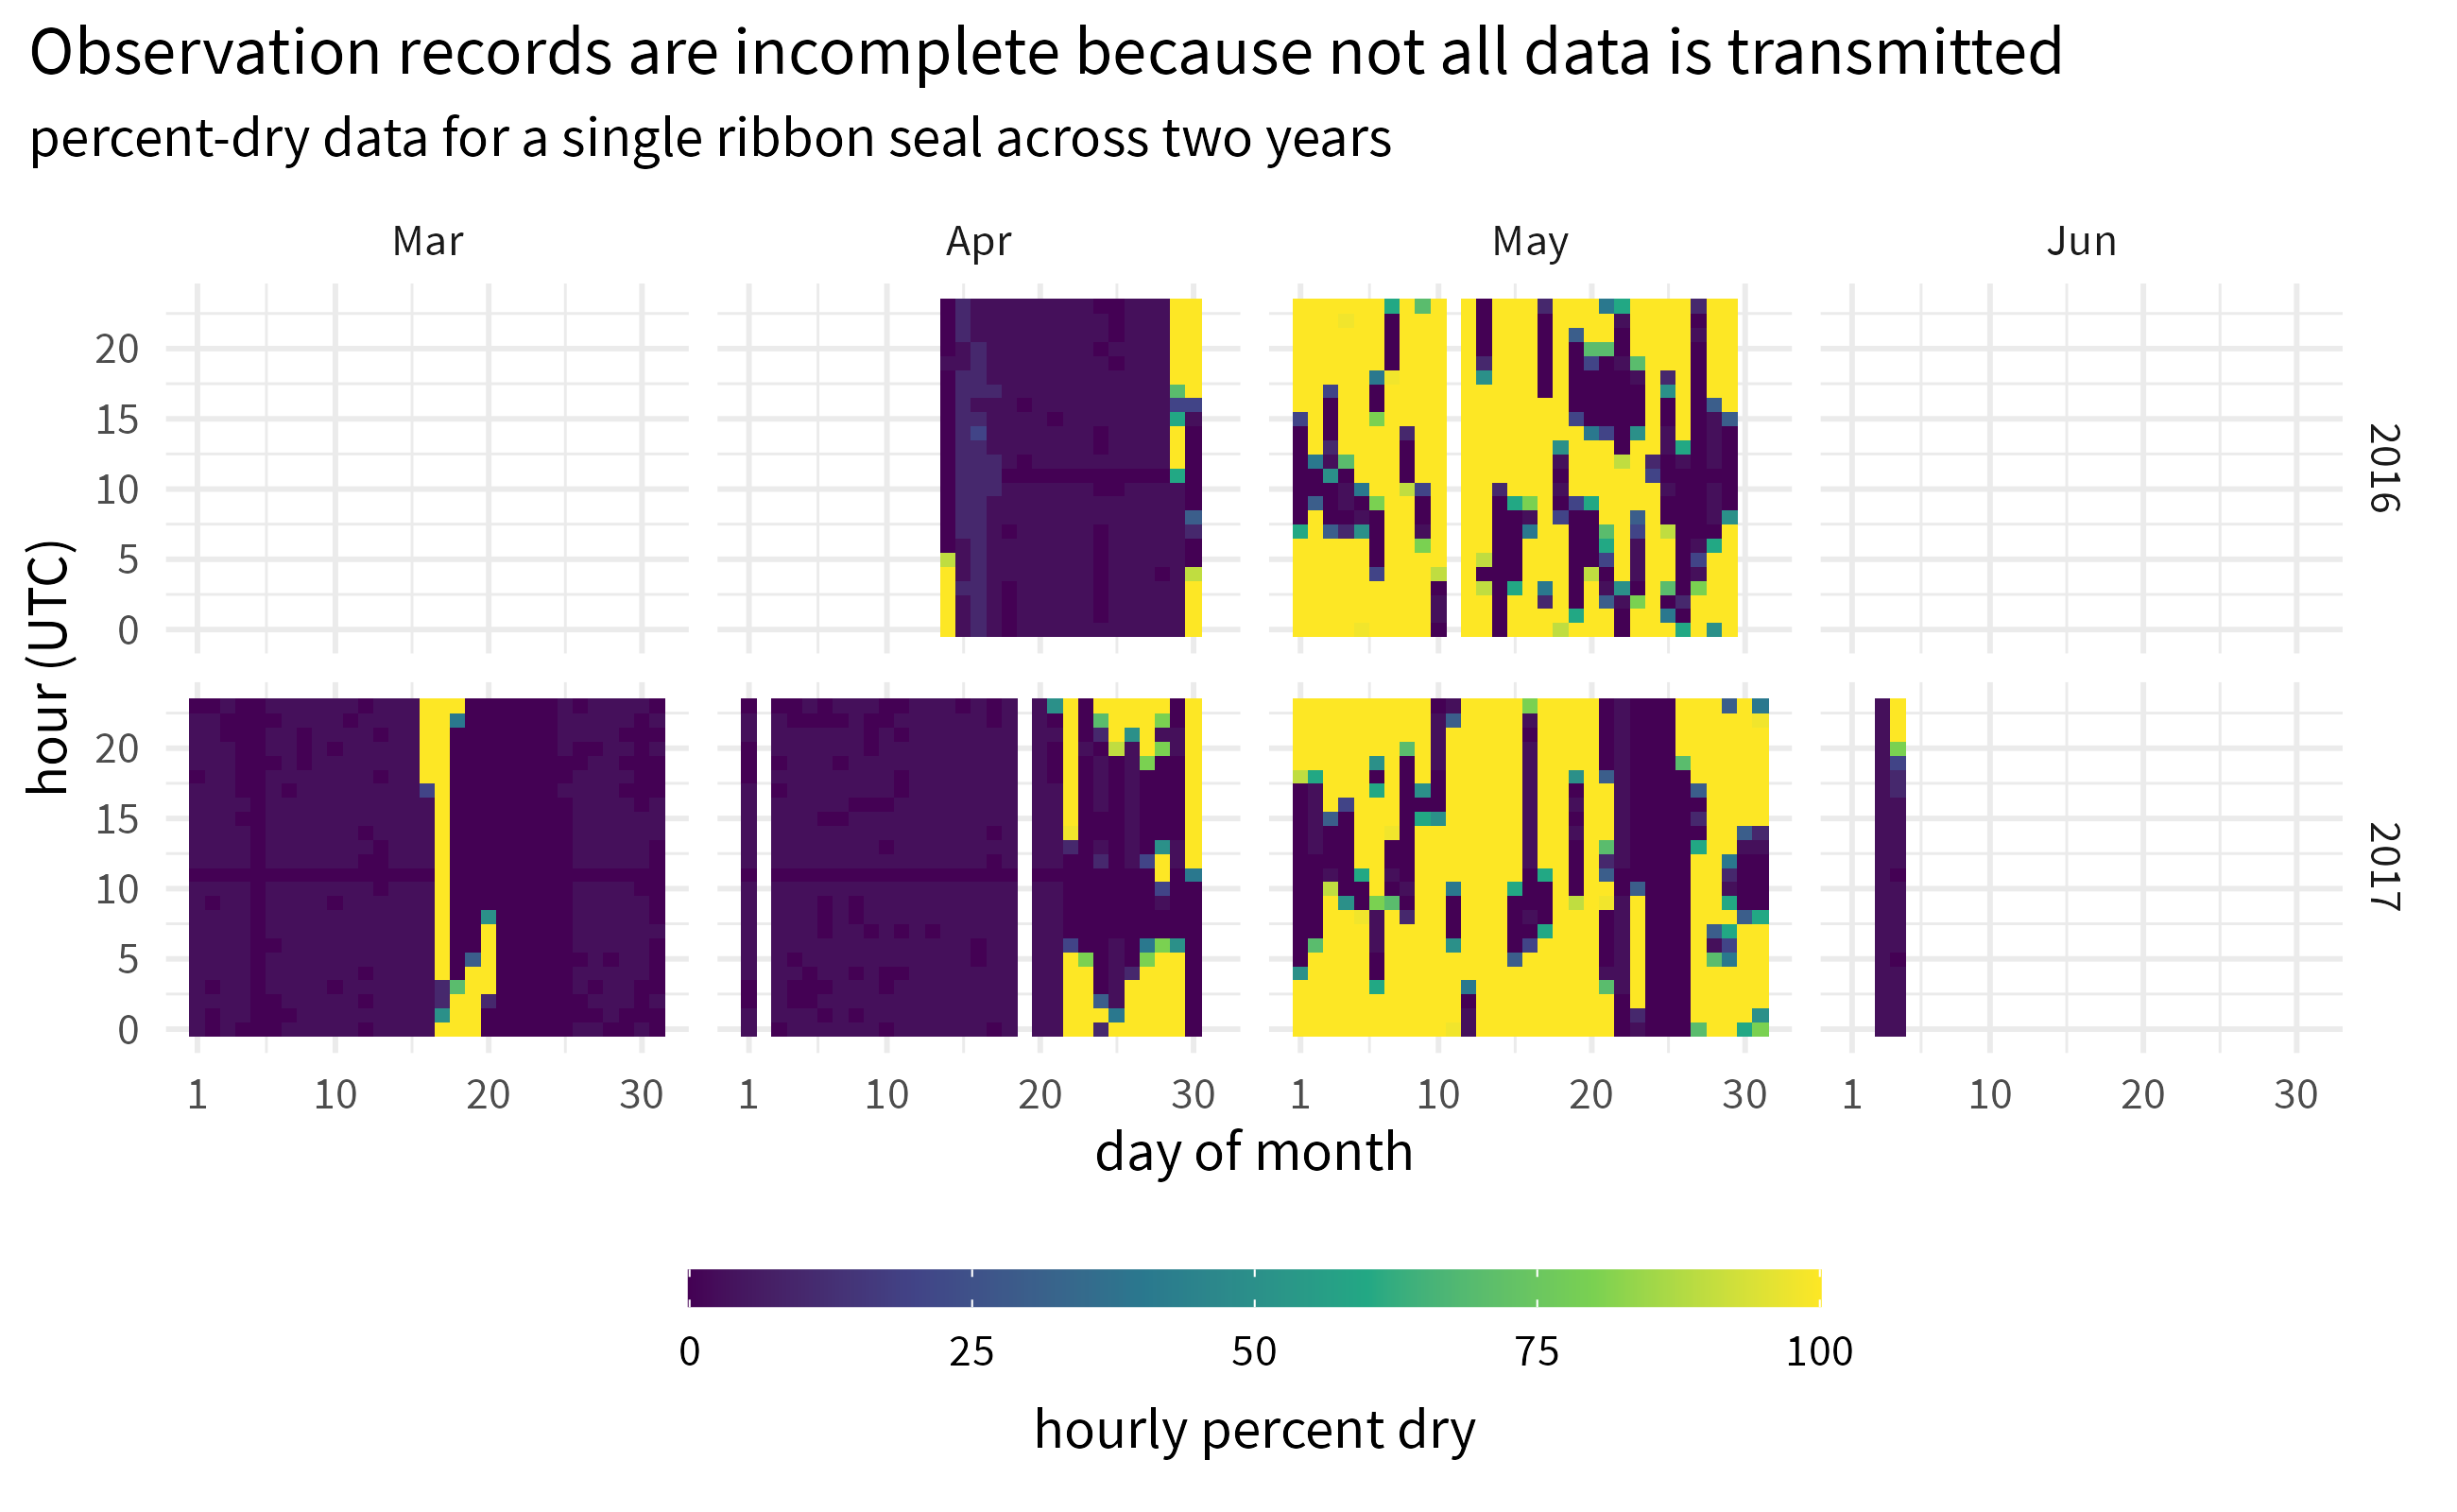 Observation records are incomplete because not all data is transmitted
percent-dry data for a single ribbon seal across two years
Mar Apr May Jun
20
15
10
5
0
2016
20
15
10
5
0
2017
hour (UTC)
1 10 20 30 1 10 20 30 1 10 20 30 1 10 20 30
day of month
0 25 50 75 100
hourly percent dry